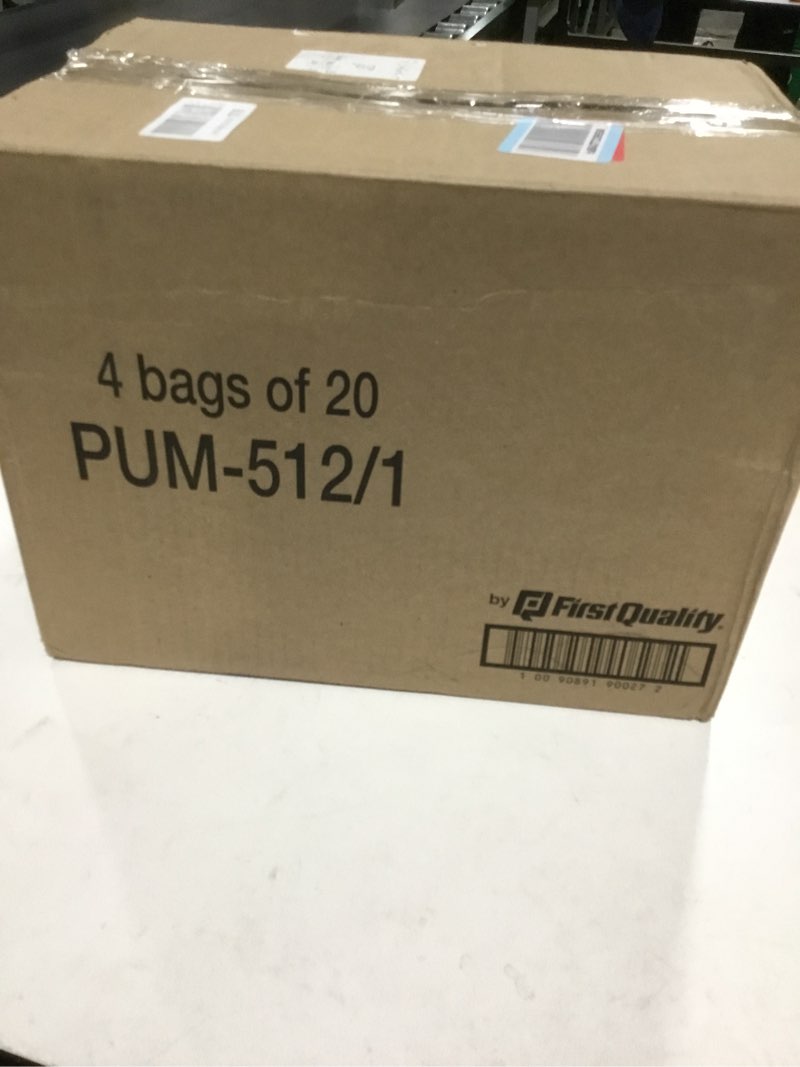 4 bags of 20
PUM-512/1
by First Quality
1 00 90891 90027 2